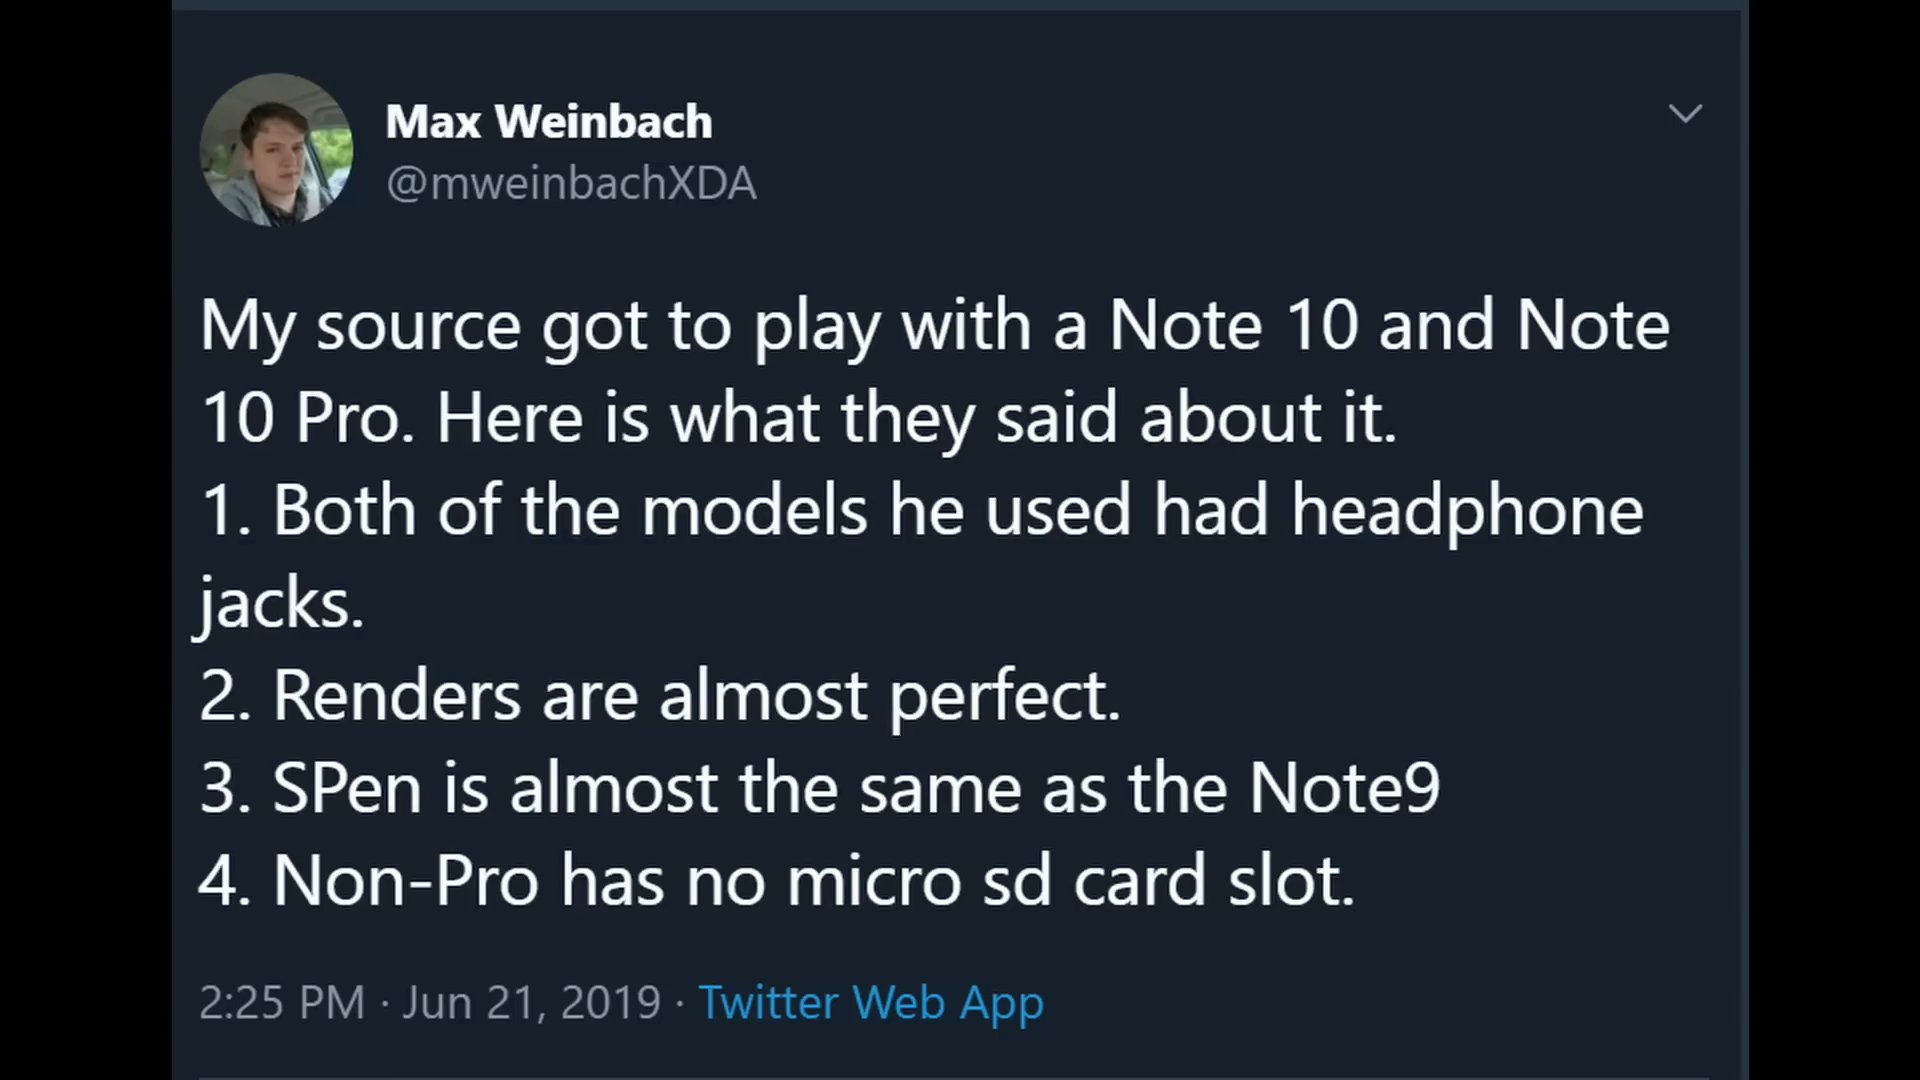 Max Weinbach
@mweinbachXDA
My source got to play with a Note 10 and Note
10 Pro. Here is what they said about it.
1. Both of the models he used had headphone
jacks.
2. Renders are almost perfect.
3. SPen is almost the same as the Note9
4. Non-Pro has no micro sd card slot.
2:25 PM · Jun 21, 2019 · Twitter Web App